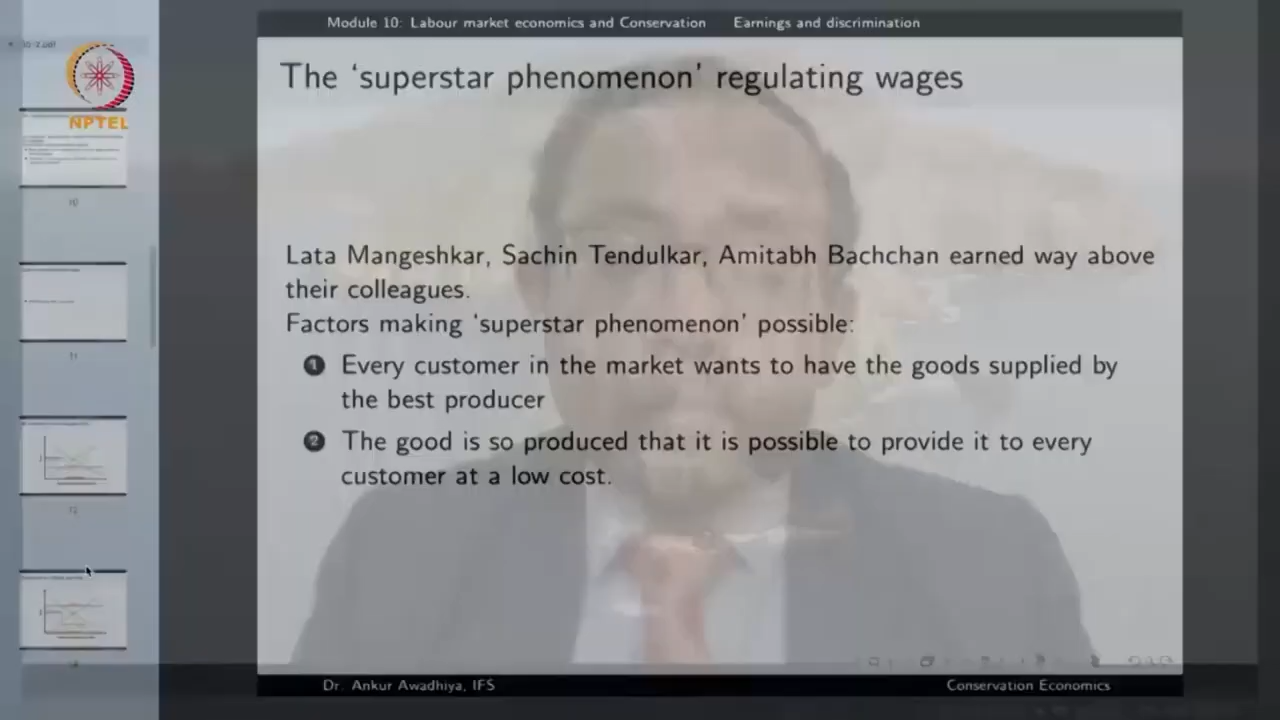 Module 10: Labour market economics and Conservation Earnings and discrimination
NPTEL
The ‘superstar phenomenon’ regulating wages
Lata Mangeshkar, Sachin Tendulkar, Amitabh Bachchan earned way above
their colleagues.
Factors making ‘superstar phenomenon’ possible:
1 Every customer in the market wants to have the goods supplied by
the best producer
2 The good is so produced that it is possible to provide it to every
customer at a low cost.
10
11
12
Dr. Ankur Awadhiya, IFS Conservation Economics